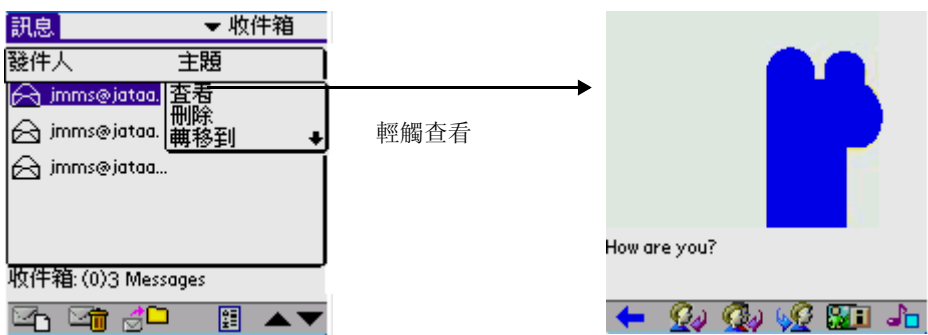 訊息 收件箱
發件人 主題
jmms@jataa. 查看
刪除
jmms@jataa. 轉移到
jmms@jataa...
收件箱: (0)3 Messages
輕觸查看
How are you?